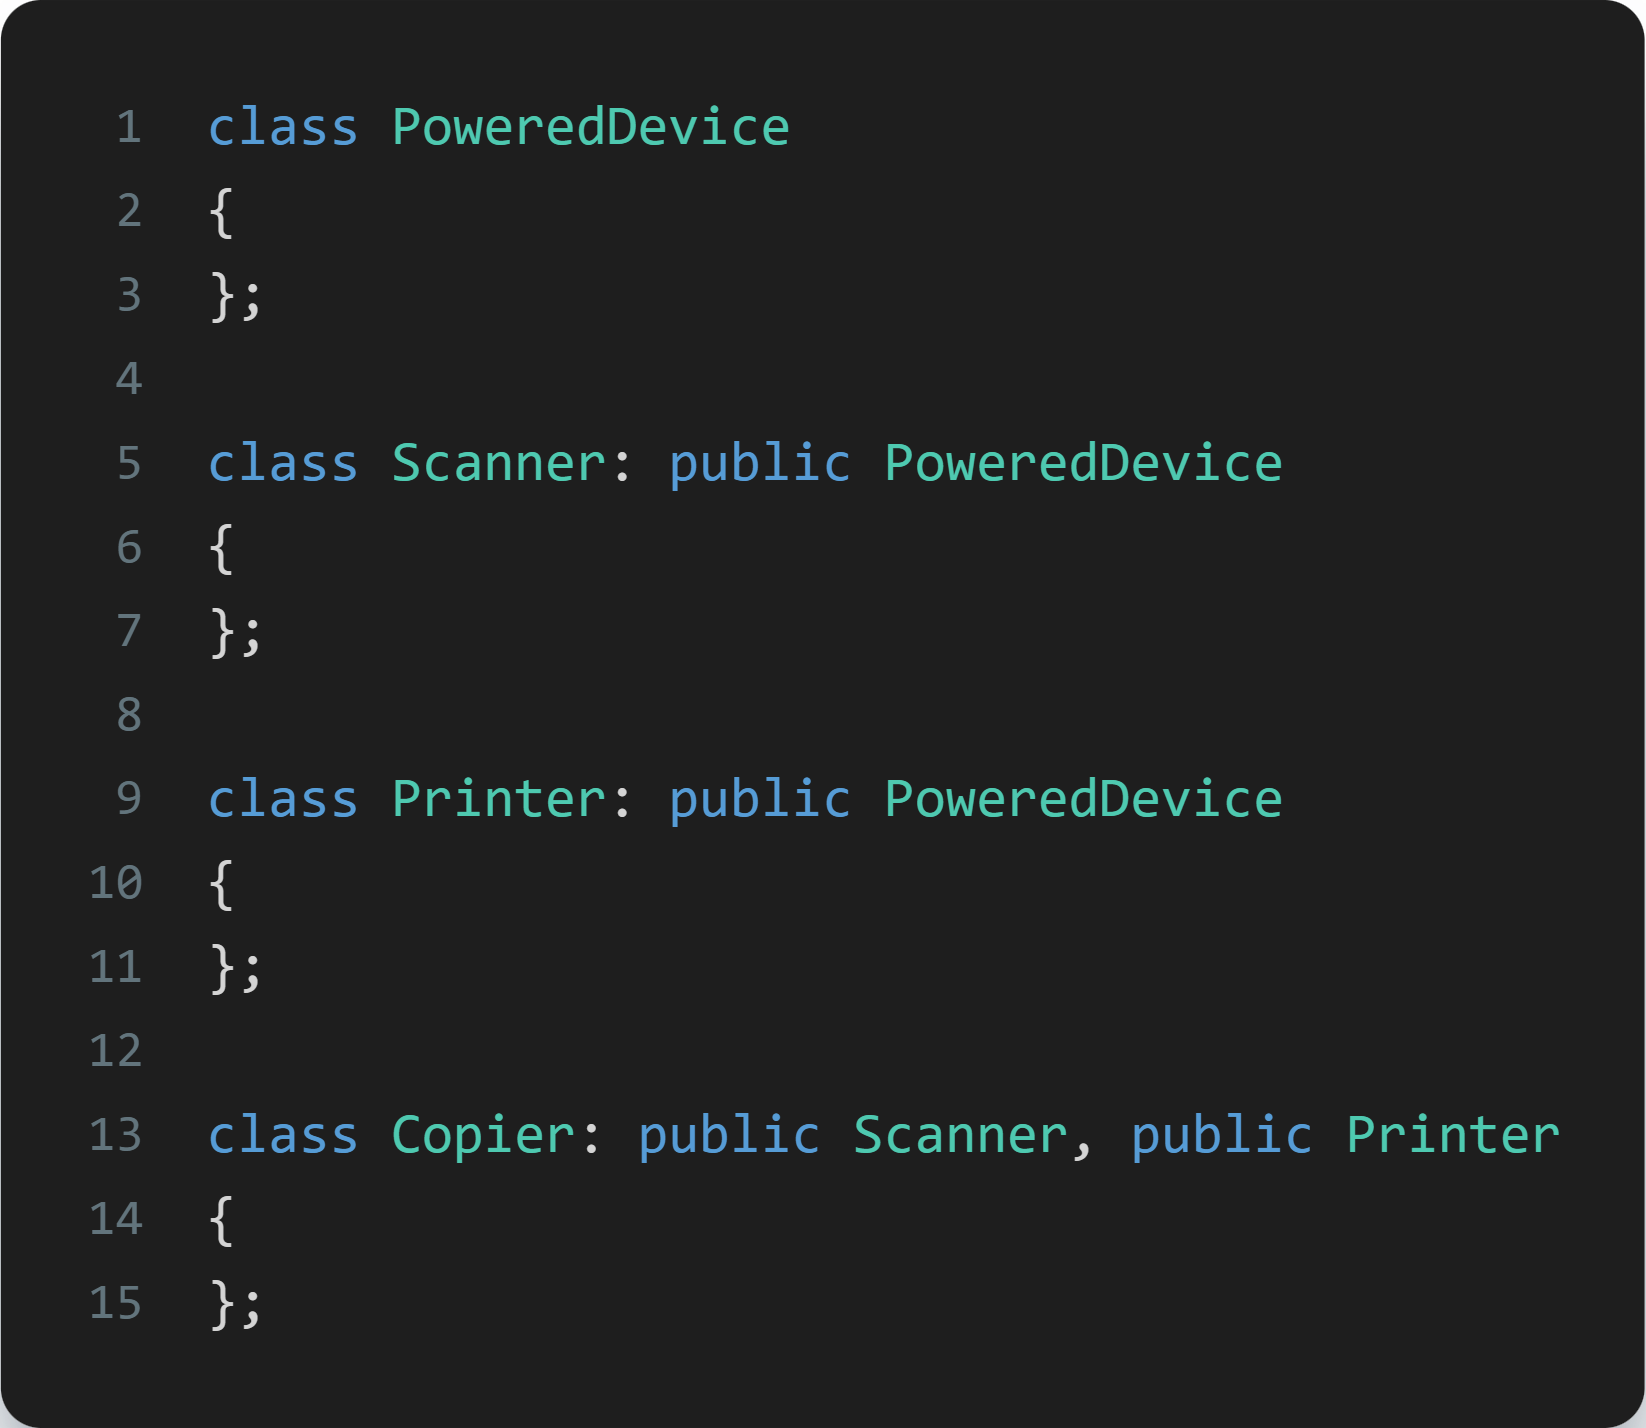 1 class PoweredDevice
2 {
3 };
4
5 class Scanner: public PoweredDevice
6 {
7 };
8
9 class Printer: public PoweredDevice
10 {
11 };
12
13 class Copier: public Scanner, public Printer
14 {
15 };